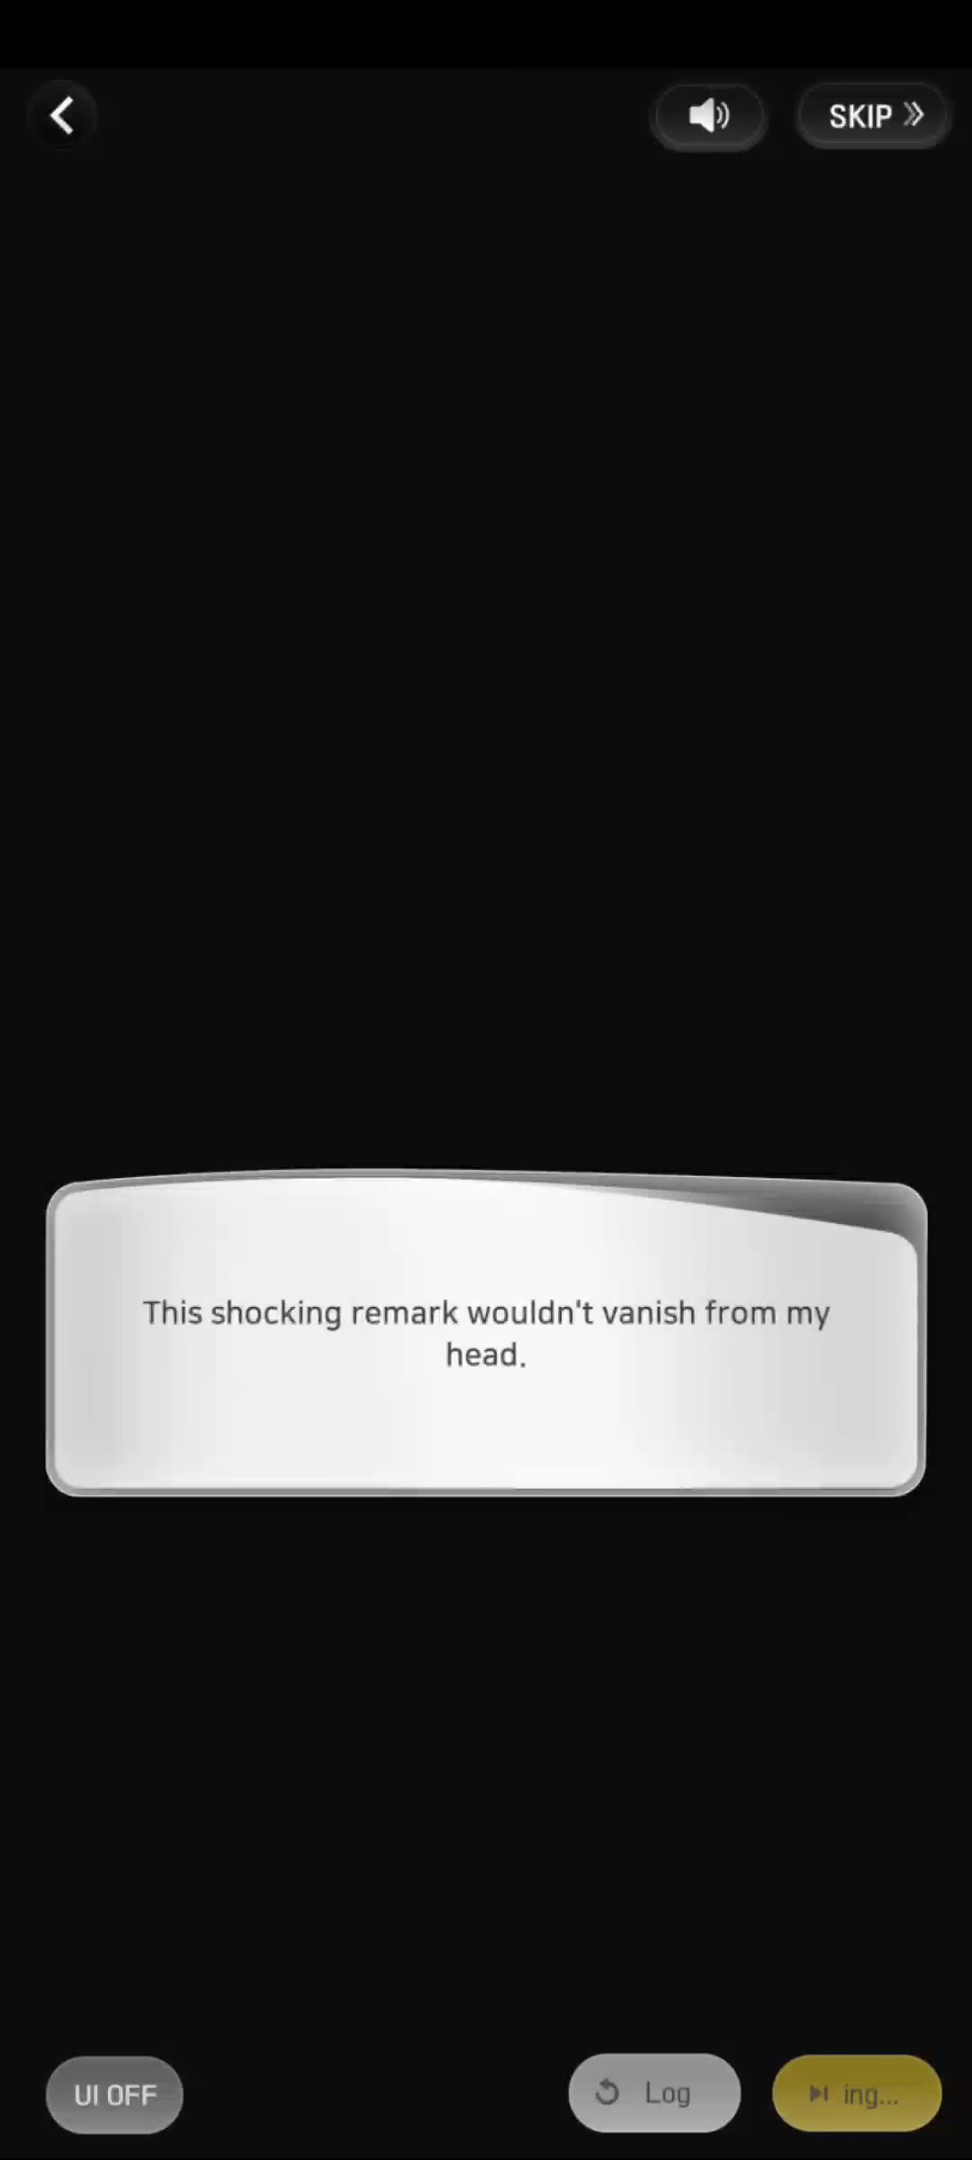 SKIP
This shocking remark wouldn't vanish from my
head.
UI OFF
Log
ing...